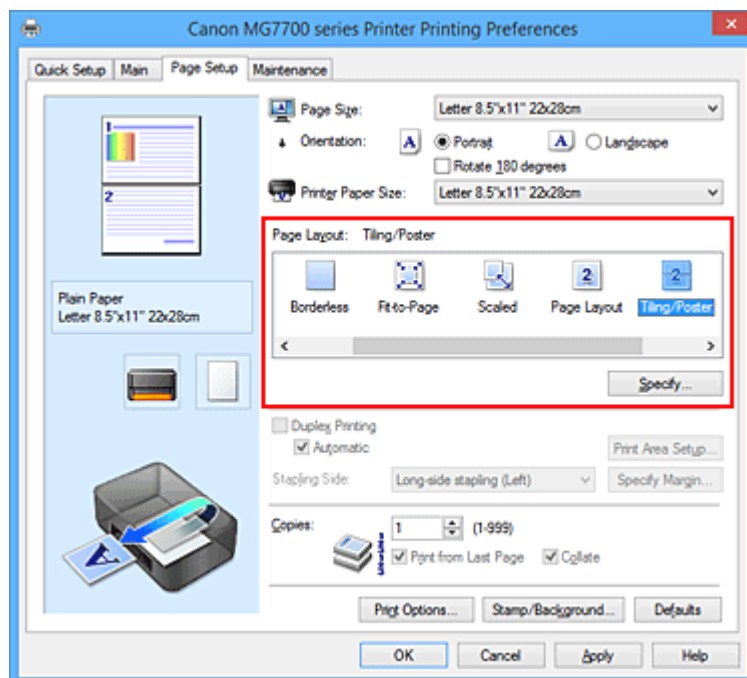 Canon MG7700 series Printer Printing Preferences
Quick Setup Main Page Setup Maintenance
1
2
Plain Paper
Letter 8.5"x11" 22x28cm
Page Size: Letter 8.5"x11" 22x28cm
Orientation: A Portrait A Landscape
Rotate 180 degrees
Printer Paper Size: Letter 8.5"x11" 22x28cm
Page Layout: Tiling/Poster
2 2
Borderless Fit-to-Page Scaled Page Layout Tiling/Poster
Specify...
Duplex Printing
Automatic Print Area Setup...
Stapling Side: Long-side stapling (Left) Specify Margin...
A
Copies: 1 (1-999)
Print from Last Page Collate
Print Options... Stamp/Background... Defaults
OK Cancel Apply Help